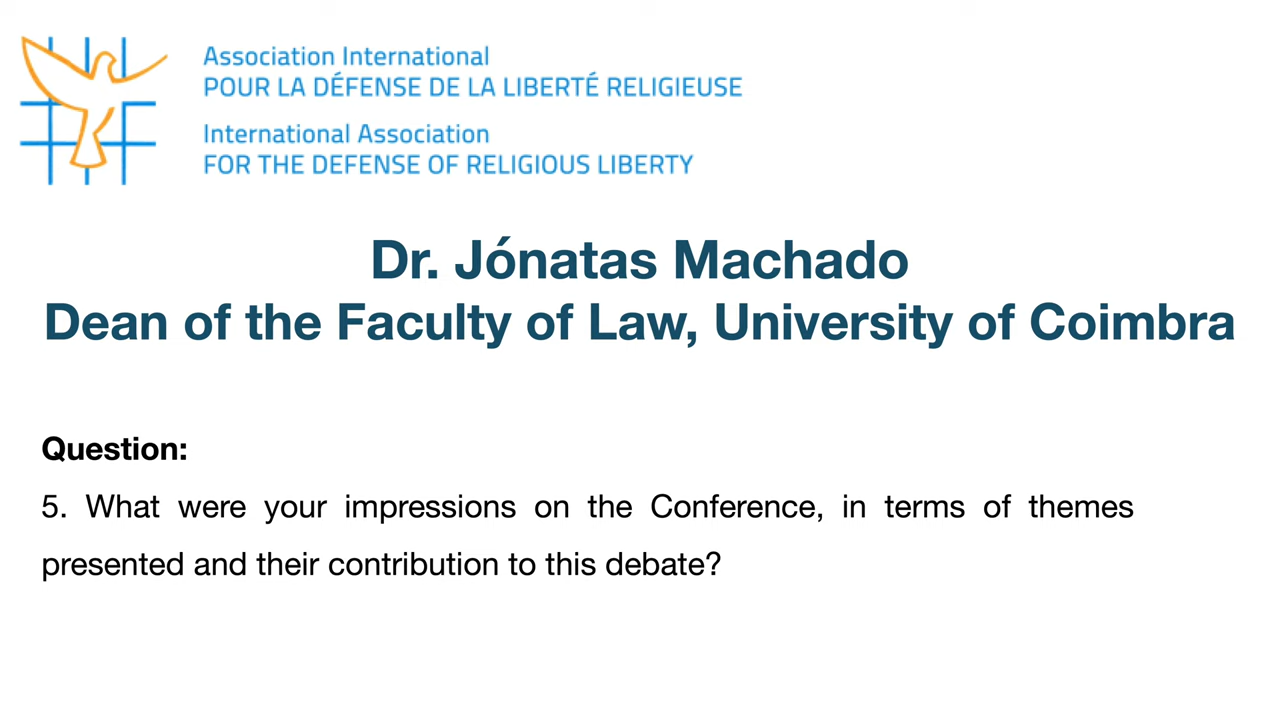 Association International
POUR LA DÉFENSE DE LA LIBERTÉ RELIGIEUSE
International Association
FOR THE DEFENSE OF RELIGIOUS LIBERTY
Dr. Jónatas Machado
Dean of the Faculty of Law, University of Coimbra
Question:
5. What were your impressions on the Conference, in terms of themes
presented and their contribution to this debate?